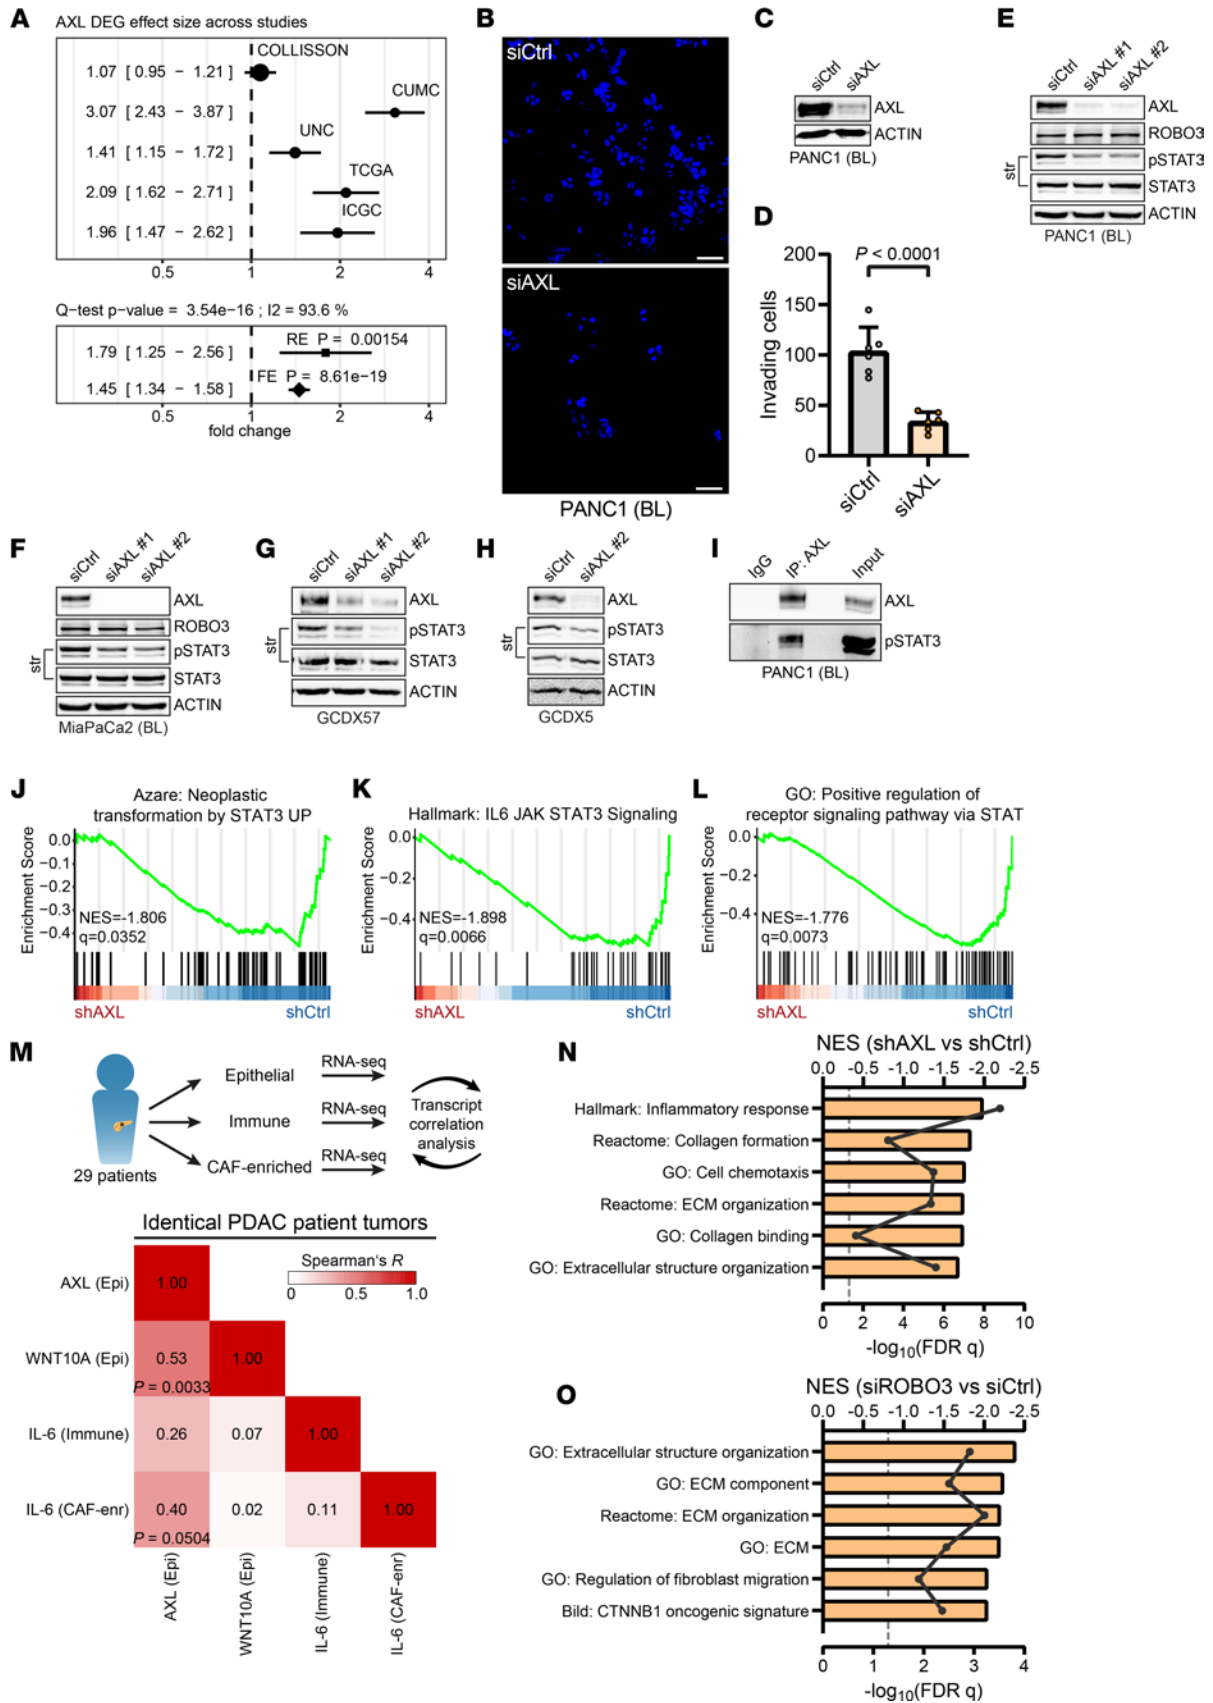 A
AXL DEG effect size across studies
COLLISSON
1.07 [ 0.95 − 1.21 ]
CUMC
3.07 [ 2.43 − 3.87 ]
UNC
1.41 [ 1.15 − 1.72 ]
TCGA
2.09 [ 1.62 − 2.71 ]
ICGC
1.96 [ 1.47 − 2.62 ]
0.5 1 2 4
Q-test p-value = 3.54e−16 ; I2 = 93.6 %
RE P = 0.00154
1.79 [ 1.25 − 2.56 ]
FE P = 8.61e−19
1.45 [ 1.34 − 1.58 ]
0.5 1 2 4
fold change
B
siCtrl
siAXL
PANC1 (BL)
C
siCtrl siAXL
AXL
ACTIN
PANC1 (BL)
D
P < 0.0001
Invading cells
200
150
100
50
0
siCtrl siAXL
E
siCtrl siAXL #1 siAXL #2
AXL
ROBO3
str
pSTAT3
STAT3
ACTIN
PANC1 (BL)
F
siCtrl siAXL #1 siAXL #2
AXL
ROBO3
str
pSTAT3
STAT3
ACTIN
MiaPaCa2 (BL)
G
siCtrl siAXL #1 siAXL #2
AXL
str
pSTAT3
STAT3
ACTIN
GCDX57
H
siCtrl siAXL #2
AXL
str
pSTAT3
STAT3
ACTIN
GCDX5
I
IgG IP: AXL Input
AXL
pSTAT3
PANC1 (BL)
J
Azare: Neoplastic
transformation by STAT3 UP
Enrichment Score
0.0
−0.1
−0.2
−0.3
−0.4
NES=-1.806
q=0.0352
shAXL shCtrl
K
Hallmark: IL6 JAK STAT3 Signaling
Enrichment Score
0.0
−0.2
−0.4
NES=-1.898
q=0.0066
shAXL shCtrl
L
GO: Positive regulation of
receptor signaling pathway via STAT
Enrichment Score
0.0
−0.2
−0.4
NES=-1.776
q=0.0073
shAXL shCtrl
M
29 patients
Epithelial
Immune
CAF-enriched
RNA-seq
RNA-seq
RNA-seq
Transcript
correlation
analysis
Identical PDAC patient tumors
Spearman's R
0 0.5 1.0
AXL (Epi) 1.00
WNT10A (Epi) 0.53 1.00
P = 0.0033
IL-6 (Immune) 0.26 0.07 1.00
IL-6 (CAF-enr) 0.40 0.02 0.11 1.00
P = 0.0504
AXL (Epi) WNT10A (Epi) IL-6 (Immune) IL-6 (CAF-enr)
N
NES (shAXL vs shCtrl)
0.0 -0.5 -1.0 -1.5 -2.0 -2.5
Hallmark: Inflammatory response
Reactome: Collagen formation
GO: Cell chemotaxis
Reactome: ECM organization
GO: Collagen binding
GO: Extracellular structure organization
0 2 4 6 8 10
-log10(FDR q)
O
NES (siROBO3 vs siCtrl)
0.0 -0.5 -1.0 -1.5 -2.0 -2.5
GO: Extracellular structure organization
GO: ECM component
Reactome: ECM organization
GO: ECM
GO: Regulation of fibroblast migration
Bild: CTNNB1 oncogenic signature
0 1 2 3 4
-log10(FDR q)